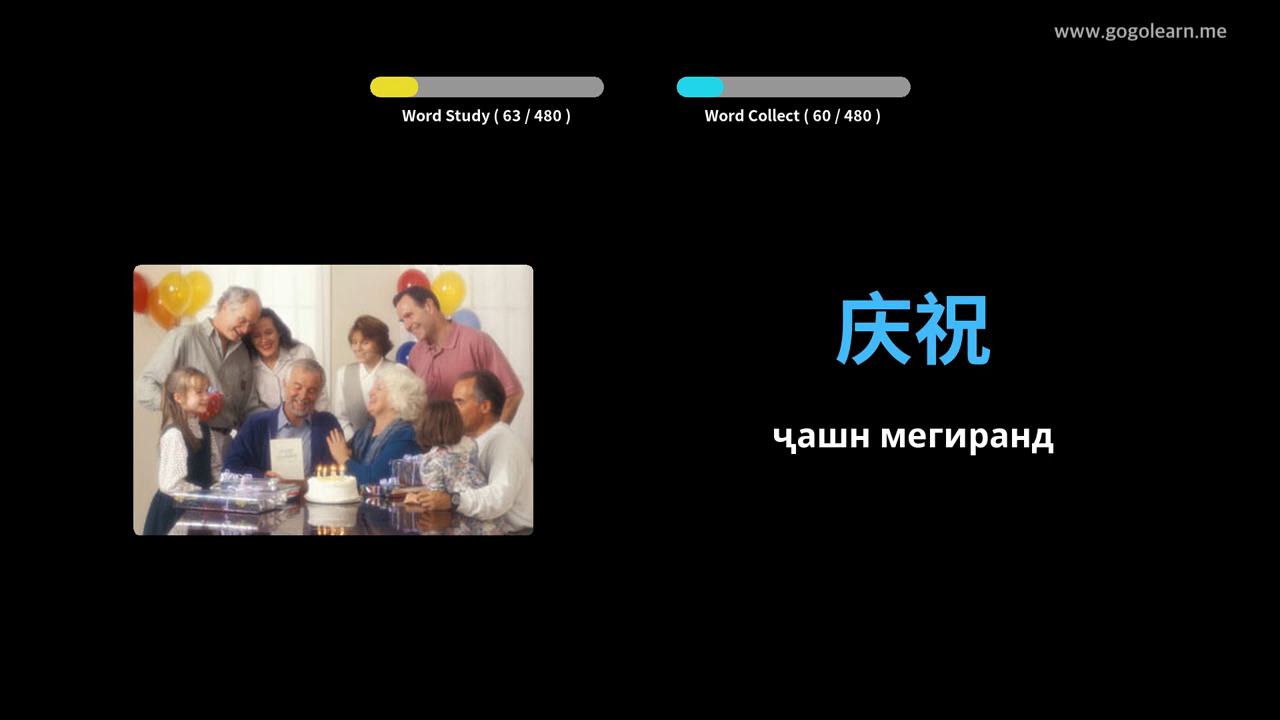 www.gogolearn.me
Word Study ( 63 / 480 )
Word Collect ( 60 / 480 )
庆祝
ҷашн мегиранд